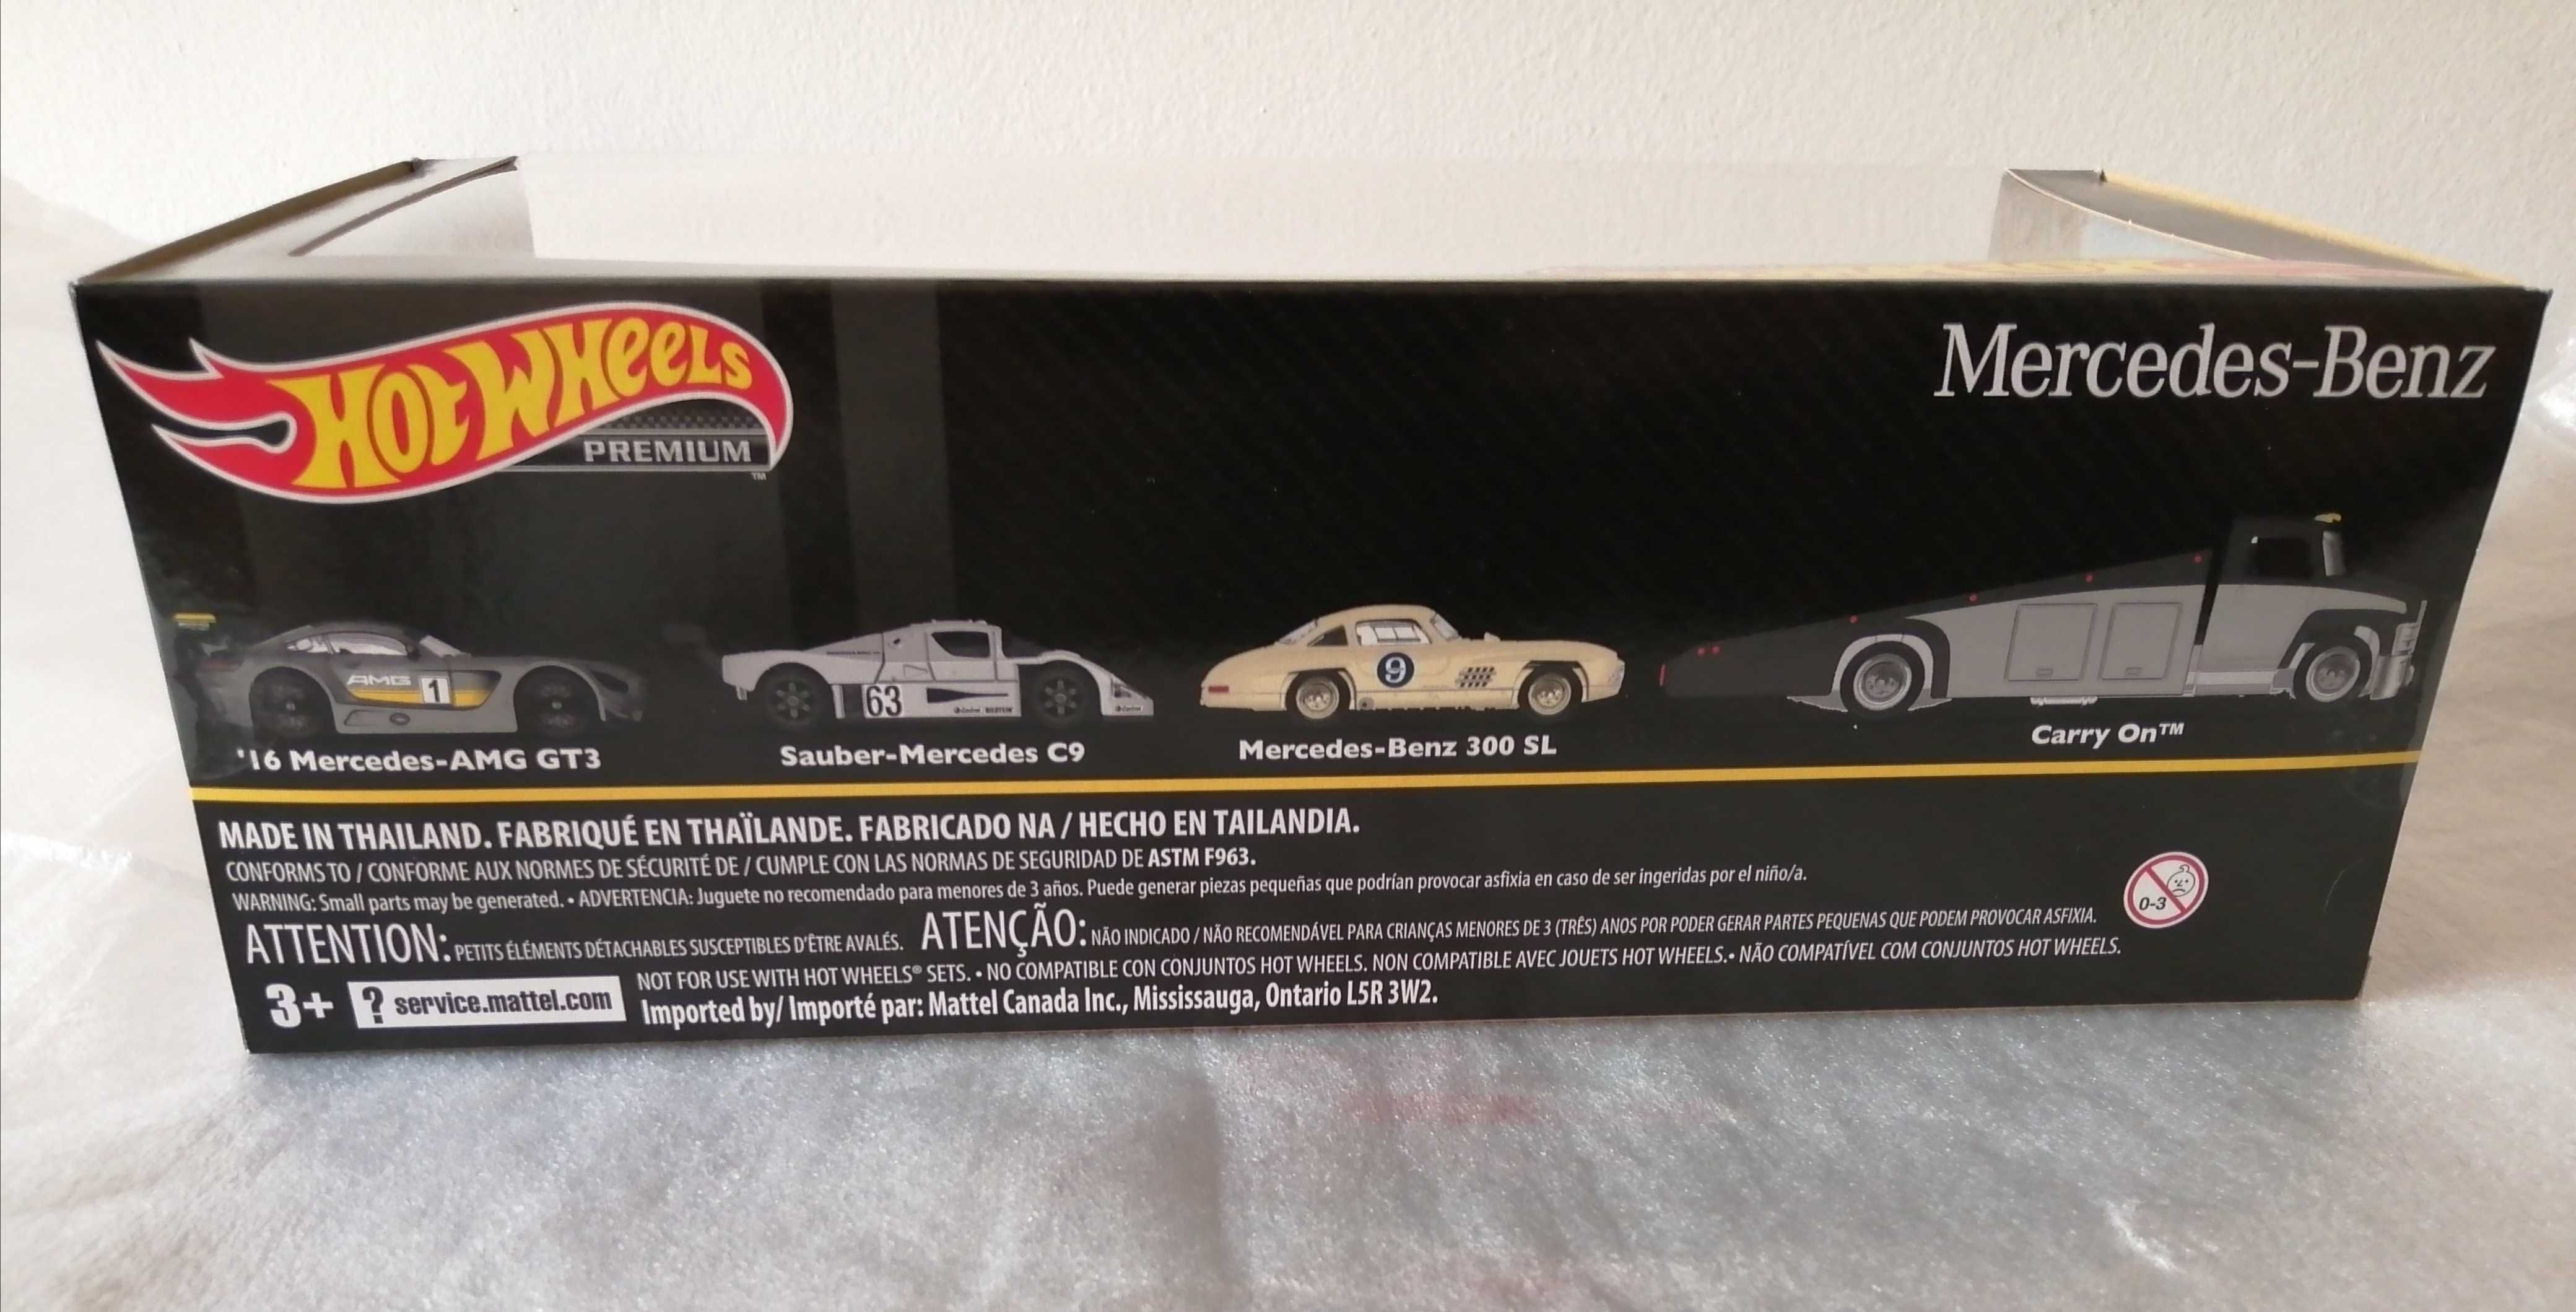 HOT WHEELS
PREMIUM
TM
Mercedes-Benz
AMG 1
63
9
'16 Mercedes-AMG GT3
Sauber-Mercedes C9
Mercedes-Benz 300 SL
Carry On™
MADE IN THAILAND. FABRIQUÉ EN THAÏLANDE. FABRICADO NA / HECHO EN TAILANDIA.
CONFORMS TO / CONFORME AUX NORMES DE SÉCURITÉ DE / CUMPLE CON LAS NORMAS DE SEGURIDAD DE ASTM F963.
WARNING: Small parts may be generated. • ADVERTENCIA: Juguete no recomendado para menores de 3 años. Puede generar piezas pequeñas que podrían provocar asfixia en caso de ser ingeridas por el niño/a.
ATTENTION: PETITS ÉLÉMENTS DÉTACHABLES SUSCEPTIBLES D'ÊTRE AVALÉS. ATENÇÃO: NÃO INDICADO / NÃO RECOMENDÁVEL PARA CRIANÇAS MENORES DE 3 (TRÊS) ANOS POR PODER GERAR PARTES PEQUENAS QUE PODEM PROVOCAR ASFIXIA.
0-3
NOT FOR USE WITH HOT WHEELS® SETS. • NO COMPATIBLE CON CONJUNTOS HOT WHEELS. NON COMPATIBLE AVEC JOUETS HOT WHEELS. • NÃO COMPATÍVEL COM CONJUNTOS HOT WHEELS.
3+ ? service.mattel.com
Imported by/ Importé par: Mattel Canada Inc., Mississauga, Ontario L5R 3W2.